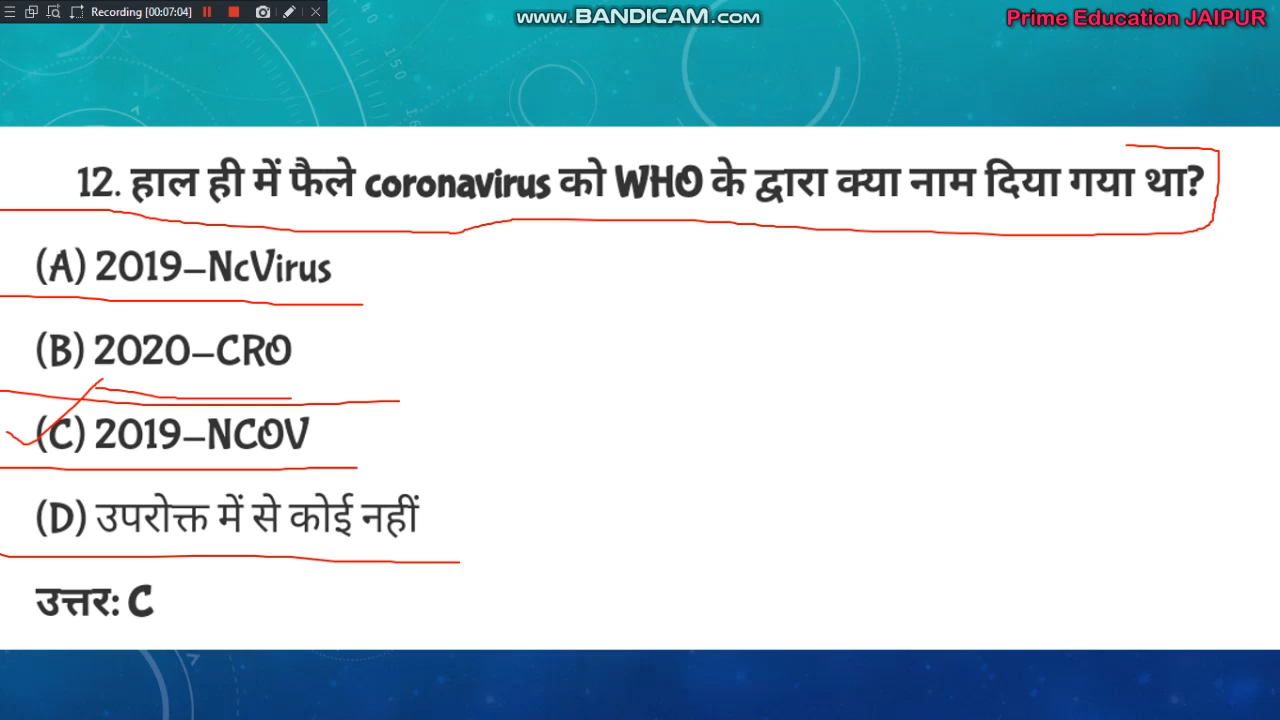 Recording [00:07:04]
www.BANDICAM.com
Prime Education JAIPUR
12. हाल ही में फैले coronavirus को WHO के द्वारा क्या नाम दिया गया था?
(A) 2019-NcVirus
(B) 2020-CRO
(C) 2019-NCOV
(D) उपरोक्त में से कोई नहीं
उत्तर: C